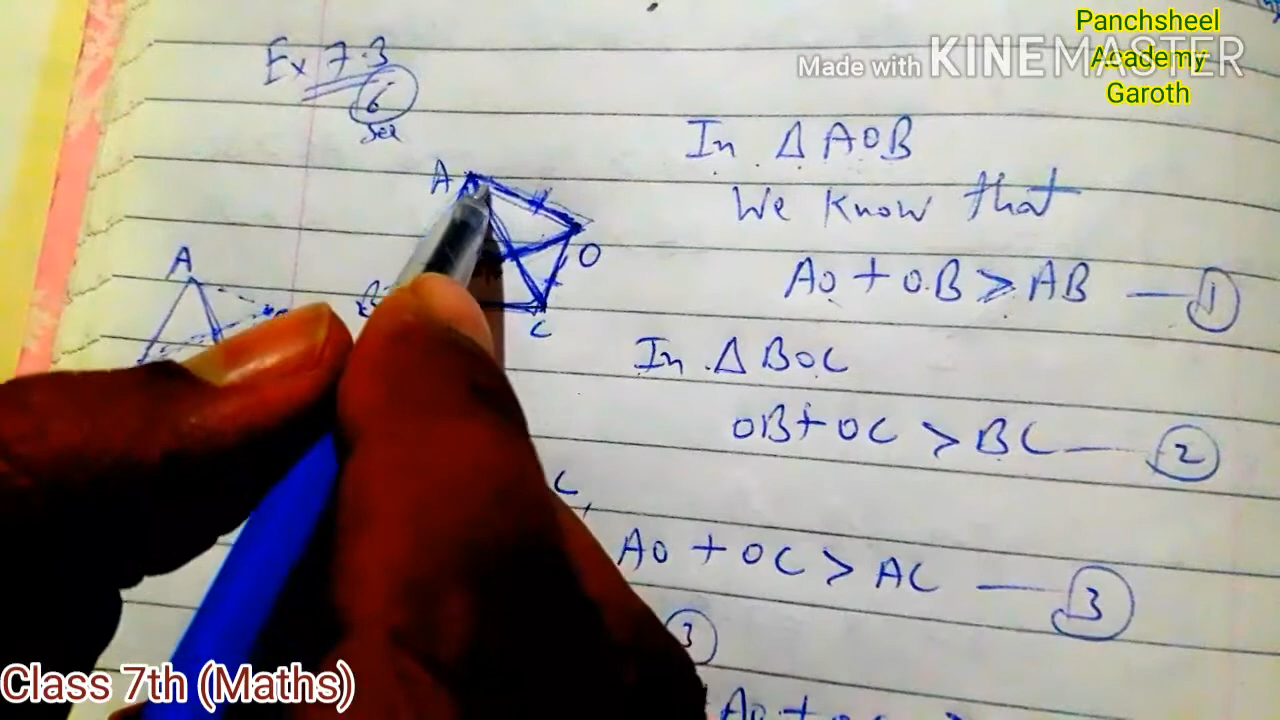 Panchsheel
Academy
Garoth
Made with KINEMASTER
Ex 7.3
6
In Δ AOB
We know that
AO + OB > AB — 1
In Δ BOC
OB + OC > BC — 2
AO + OC > AC — 3
3
A
O
B
C
A
C
Class 7th (Maths)